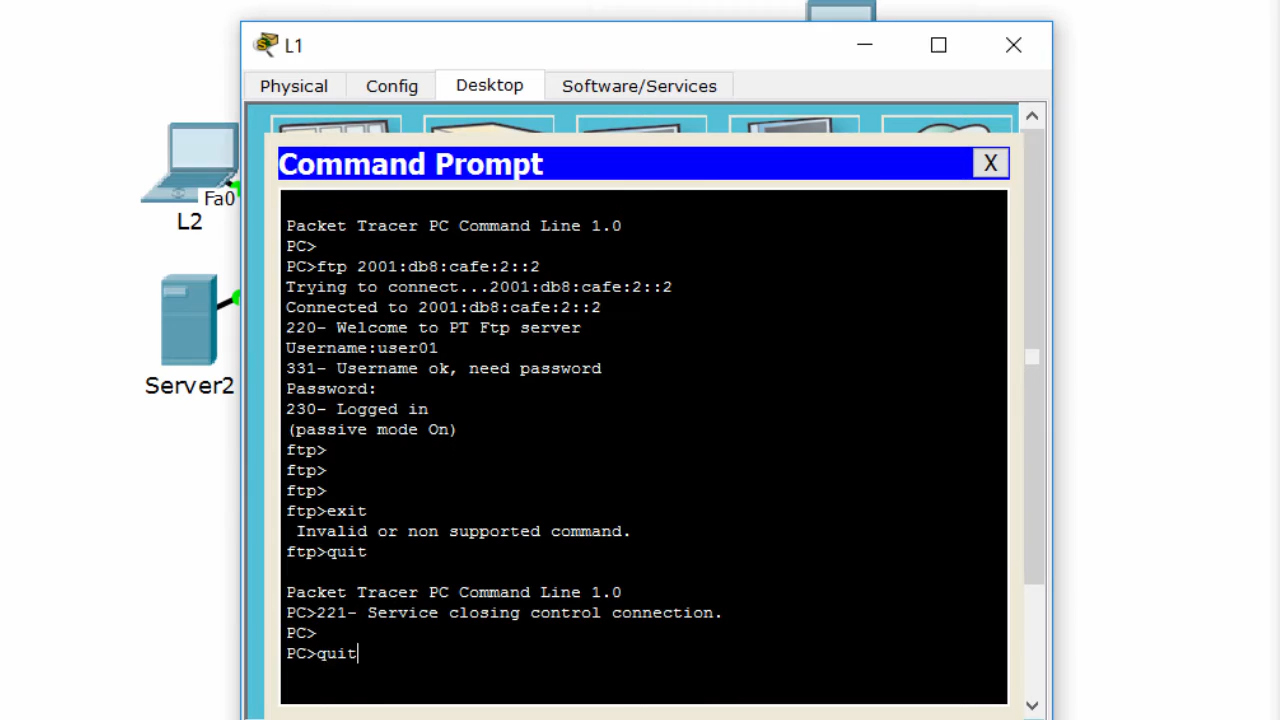 L1
Physical
Config
Desktop
Software/Services
Fa0
L2
Server2
Command Prompt
X
Packet Tracer PC Command Line 1.0
PC>
PC>ftp 2001:db8:cafe:2::2
Trying to connect...2001:db8:cafe:2::2
Connected to 2001:db8:cafe:2::2
220- Welcome to PT Ftp server
Username:user01
331- Username ok, need password
Password:
230- Logged in
(passive mode On)
ftp>
ftp>
ftp>
ftp>exit
Invalid or non supported command.
ftp>quit
Packet Tracer PC Command Line 1.0
PC>221- Service closing control connection.
PC>
PC>quit